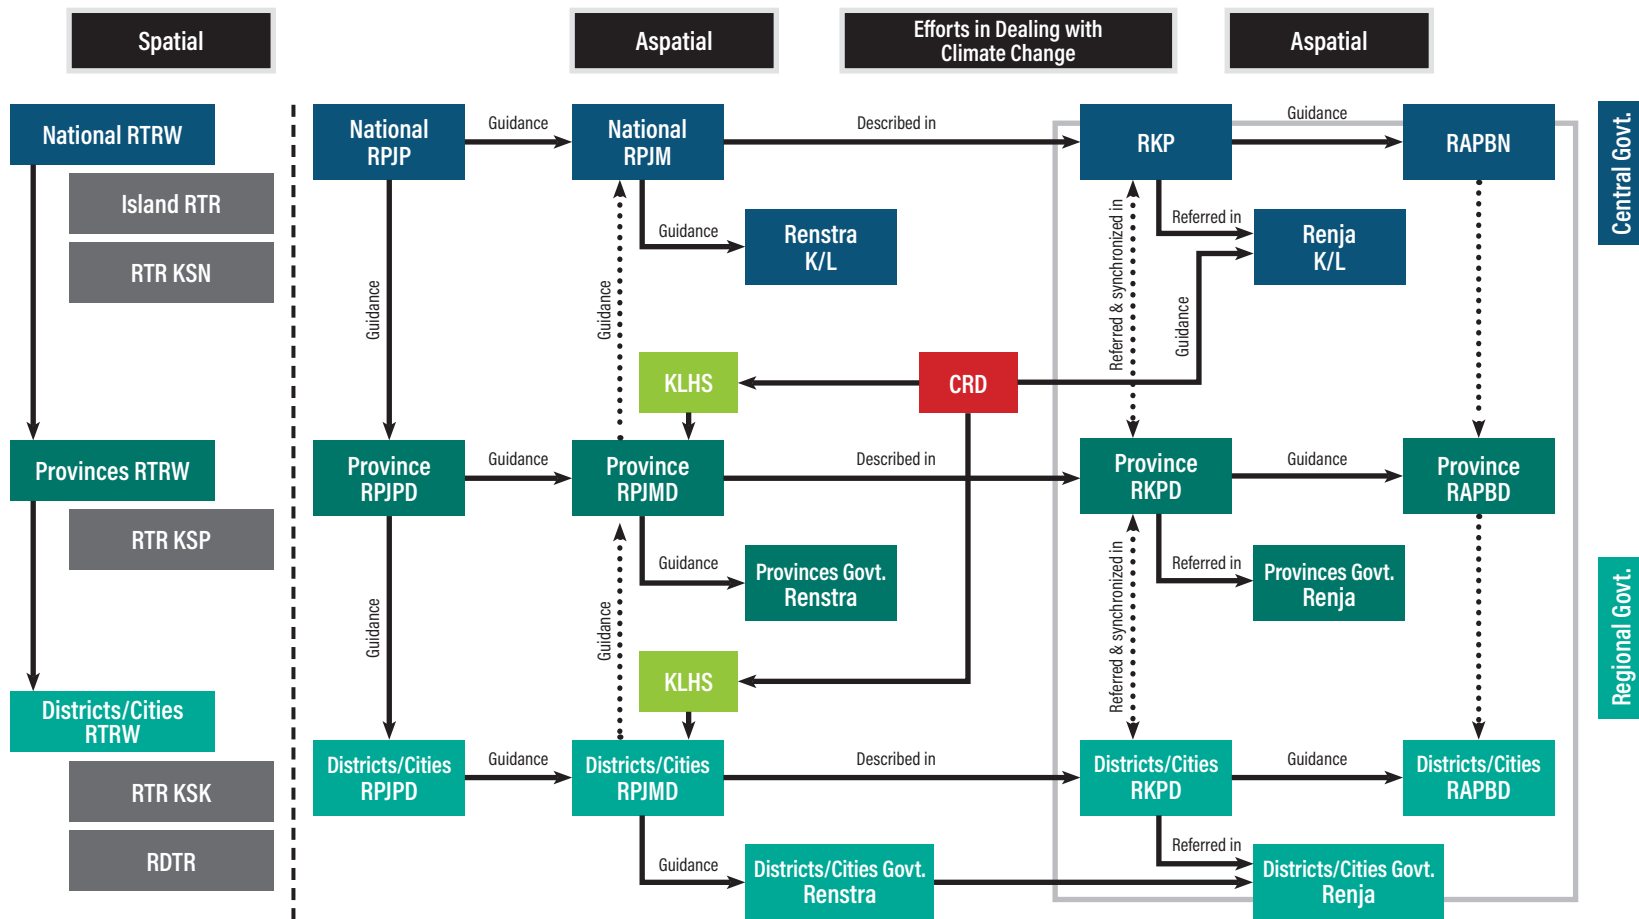 Spatial
Aspatial
Efforts in Dealing with
Climate Change
Aspatial
National RTRW
National
RPJP
Guidance
National
RPJM
Described in
RKP
Guidance
RAPBN
Central Govt.
Island RTR
RTR KSN
Guidance
Guidance
Guidance
Renstra
K/L
Referred & synchronized in
Referred in
Renja
K/L
Guidance
KLHS
CRD
Provinces RTRW
Province
RPJPD
Guidance
Province
RPJMD
Described in
Province
RKPD
Guidance
Province
RAPBD
RTR KSP
Guidance
Guidance
Guidance
Provinces Govt.
Renstra
Referred & synchronized in
Referred in
Provinces Govt.
Renja
Regional Govt.
KLHS
Districts/Cities
RTRW
Districts/Cities
RPJPD
Guidance
Districts/Cities
RPJMD
Described in
Districts/Cities
RKPD
Guidance
Districts/Cities
RAPBD
RTR KSK
RDTR
Guidance
Districts/Cities Govt.
Renstra
Referred in
Districts/Cities Govt.
Renja